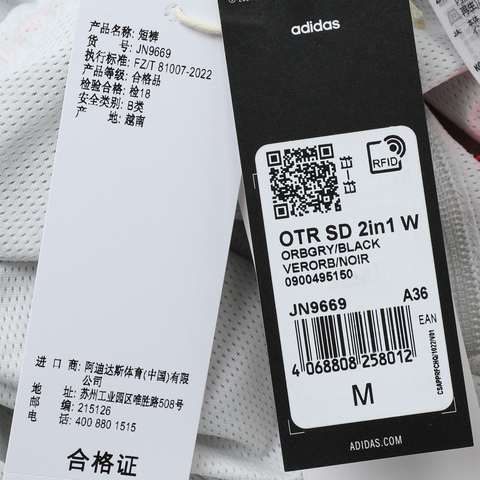 产品名称: 短裤
货 号: JN9669
执行标准: FZ/T 81007-2022
产品等级: 合格品
检验合格: 检18
安全类别: B类
产 地: 越南
进 口 商: 阿迪达斯体育(中国)有限公司
地 址: 苏州工业园区唯胜路508号
邮 编: 215126
电 话: 400 880 1515
合格证
adidas
RFID
OTR SD 2in1 W
ORBGRY/BLACK
VERORB/NOIR
0900495150
JN9669 A36
EAN
4 068808 258012
M
ADIDAS.COM